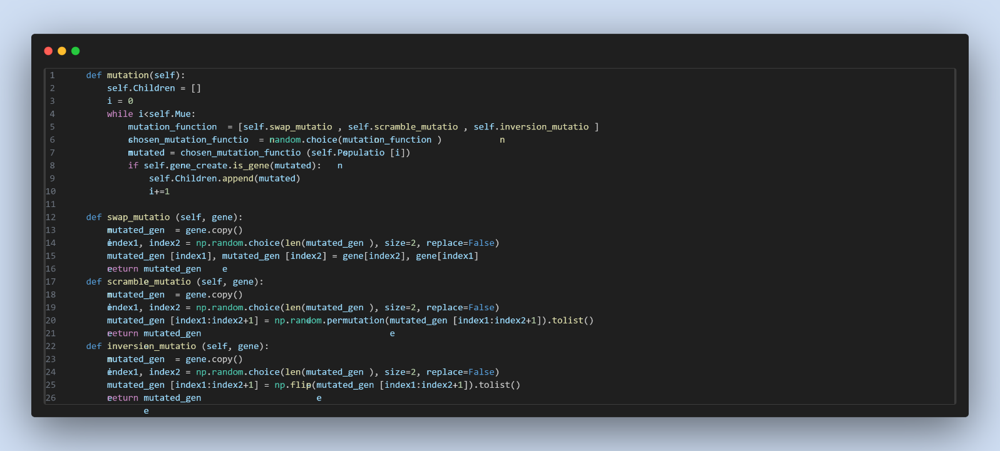 1 def mutation(self):
2 self.Children = []
3 i = 0
4 while i<self.Mue:
5 mutation_function  = [self.swap_mutatio , self.scramble_mutatio , self.inversion_mutatio ]
6 chosen_mutation_functio  = random.choice(mutation_function ) n
7 mutated = chosen_mutation_functio (self.Populatio [i])
8 if self.gene_create.is_gene(mutated): n
9 self.Children.append(mutated)
10 i+=1
11
12 def swap_mutatio (self, gene):
13 mutated_gen  = gene.copy()
14 index1, index2 = np.random.choice(len(mutated_gen ), size=2, replace=False)
15 mutated_gen [index1], mutated_gen [index2] = gene[index2], gene[index1]
16 return mutated_gen e
17 def scramble_mutatio (self, gene):
18 mutated_gen  = gene.copy()
19 index1, index2 = np.random.choice(len(mutated_gen ), size=2, replace=False)
20 mutated_gen [index1:index2+1] = np.random.permutation(mutated_gen [index1:index2+1]).tolist()
21 return mutated_gen e
22 def inversion_mutatio (self, gene):
23 mutated_gen  = gene.copy()
24 index1, index2 = np.random.choice(len(mutated_gen ), size=2, replace=False)
25 mutated_gen [index1:index2+1] = np.flip(mutated_gen [index1:index2+1]).tolist()
26 return mutated_gen e
e